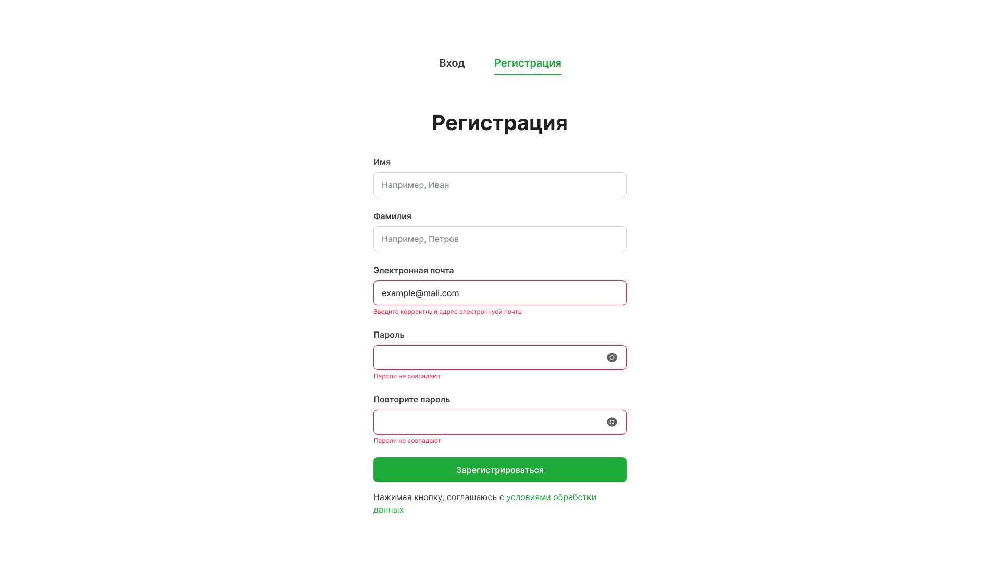 Вход Регистрация
Регистрация
Имя
Например, Иван
Фамилия
Например, Петров
Электронная почта
example@mail.com
Введите корректный адрес электроннуой почты
Пароль
Пароли не совпадают
Повторите пароль
Пароли не совпадают
Зарегистрироваться
Нажимая кнопку, соглашаюсь с условиями обработки
данных